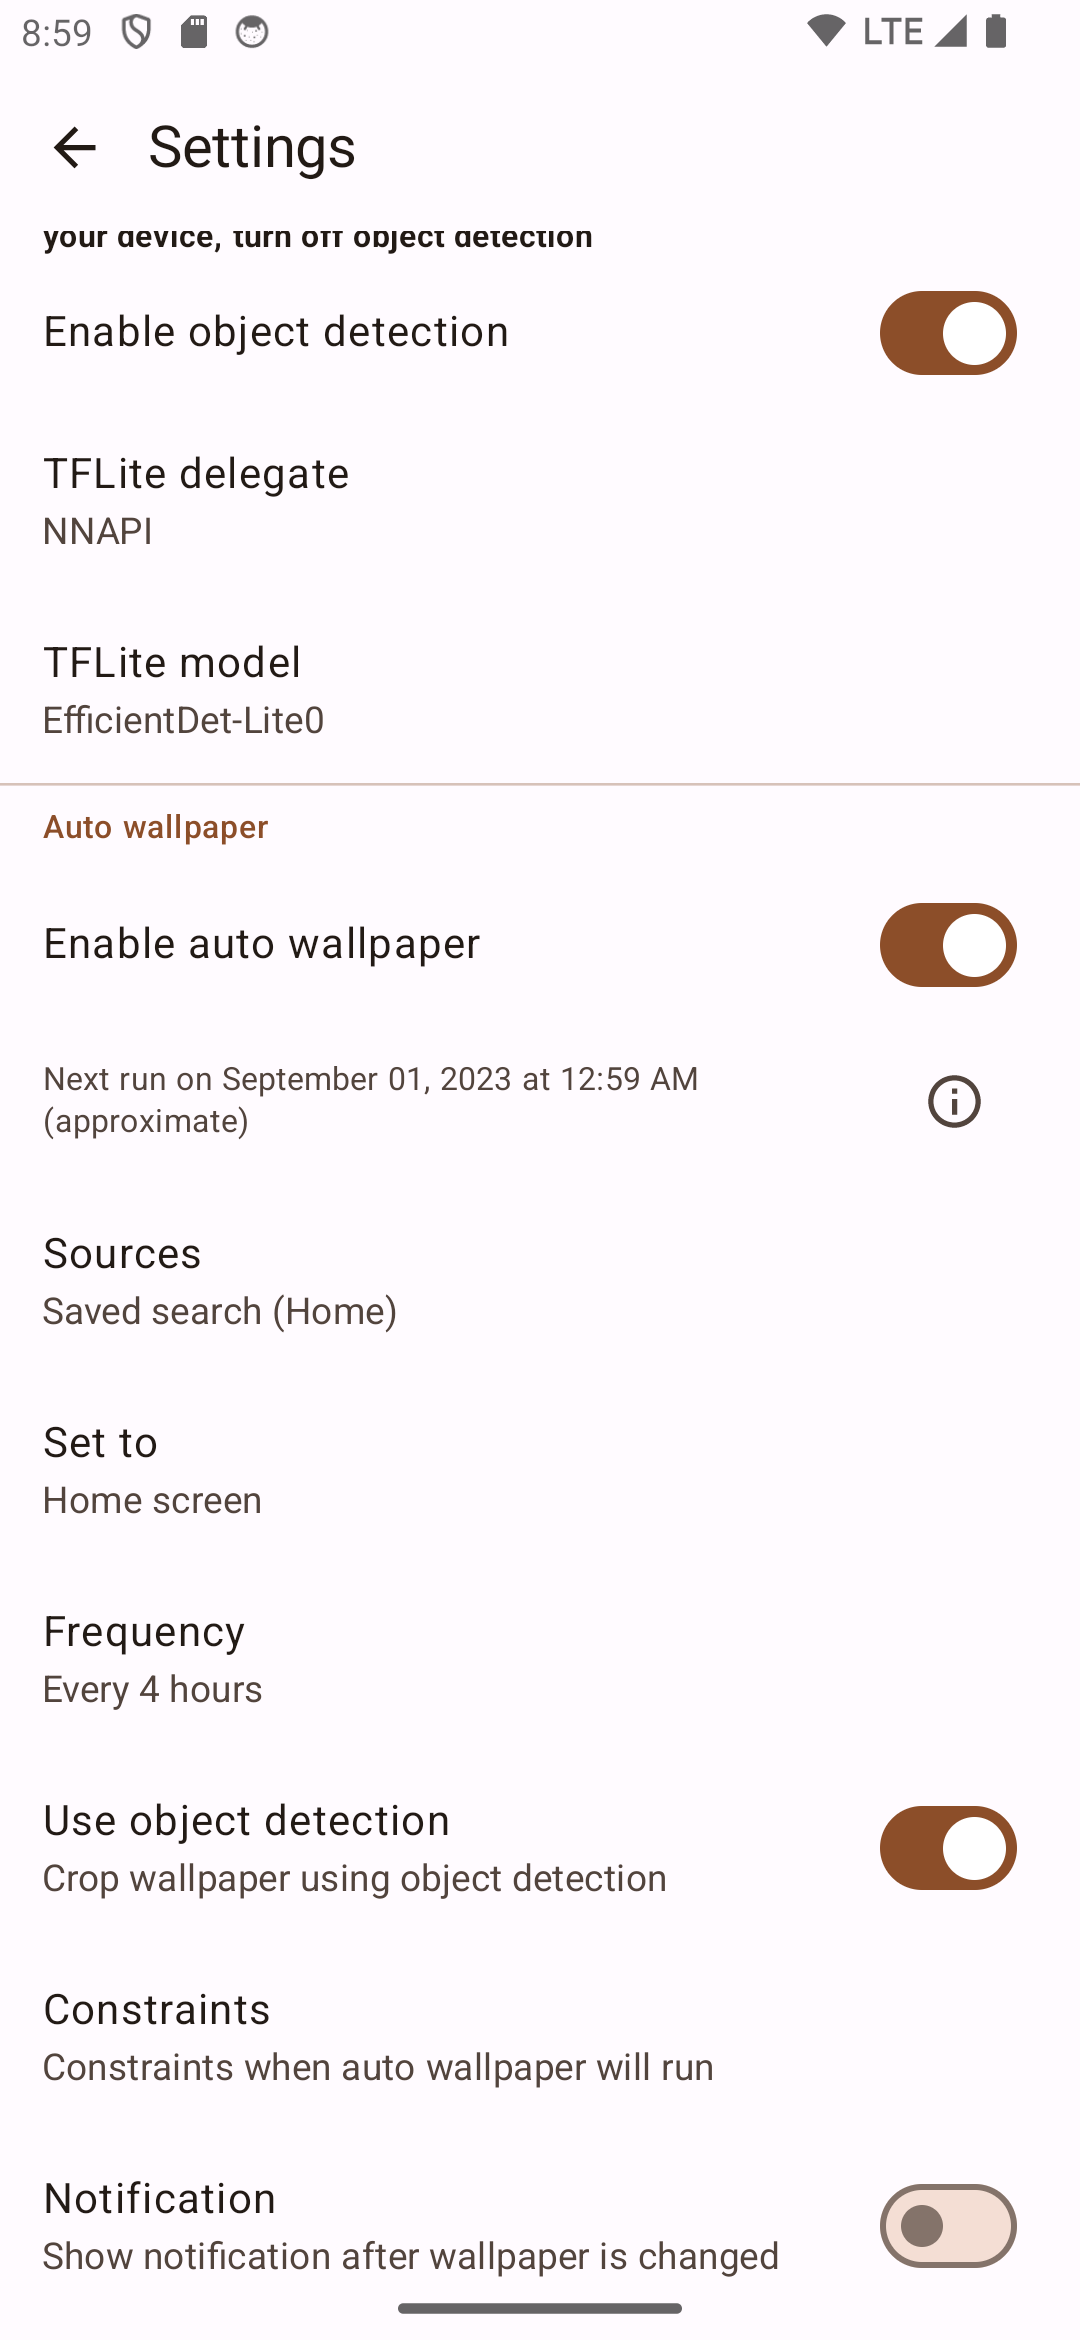 8:59
LTE
Settings
your device, turn off object detection
Enable object detection
TFLite delegate
NNAPI
TFLite model
EfficientDet-Lite0
Auto wallpaper
Enable auto wallpaper
Next run on September 01, 2023 at 12:59 AM
(approximate)
Sources
Saved search (Home)
Set to
Home screen
Frequency
Every 4 hours
Use object detection
Crop wallpaper using object detection
Constraints
Constraints when auto wallpaper will run
Notification
Show notification after wallpaper is changed